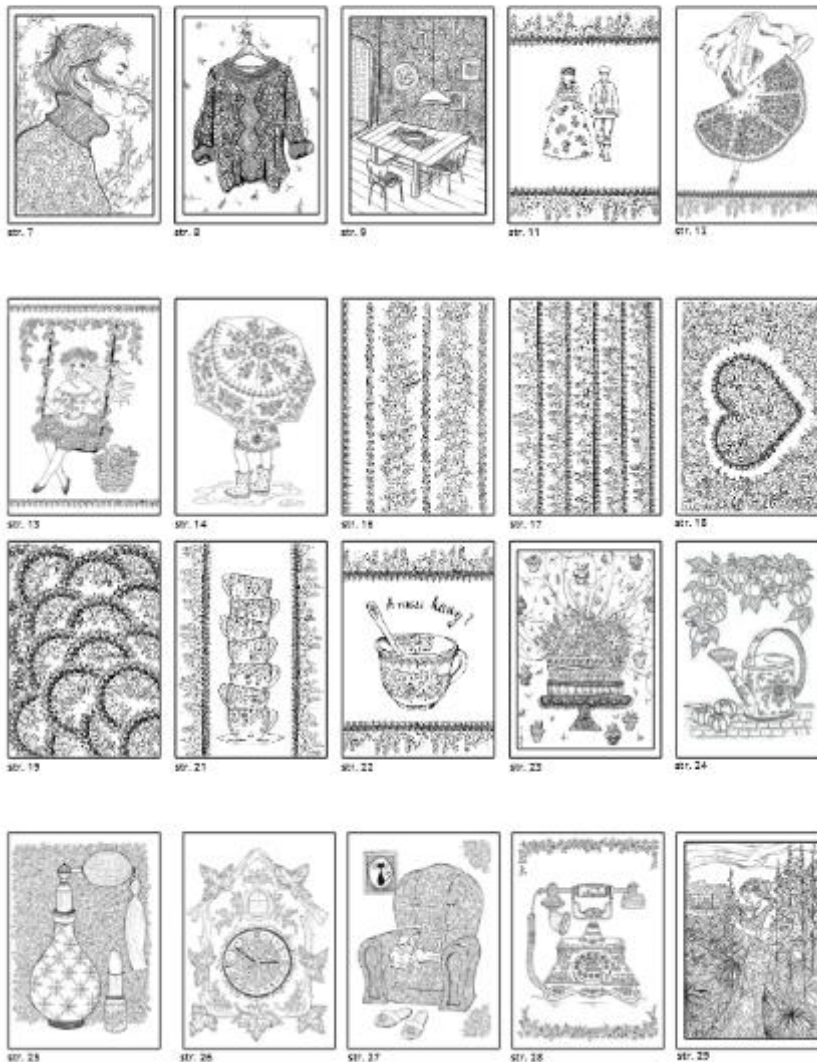 str. 7
str. 8
str. 9
str. 11
str. 12
str. 13
str. 14
str. 16
str. 17
str. 18
str. 19
str. 21
str. 22
str. 23
str. 24
str. 25
str. 26
str. 27
str. 28
str. 29